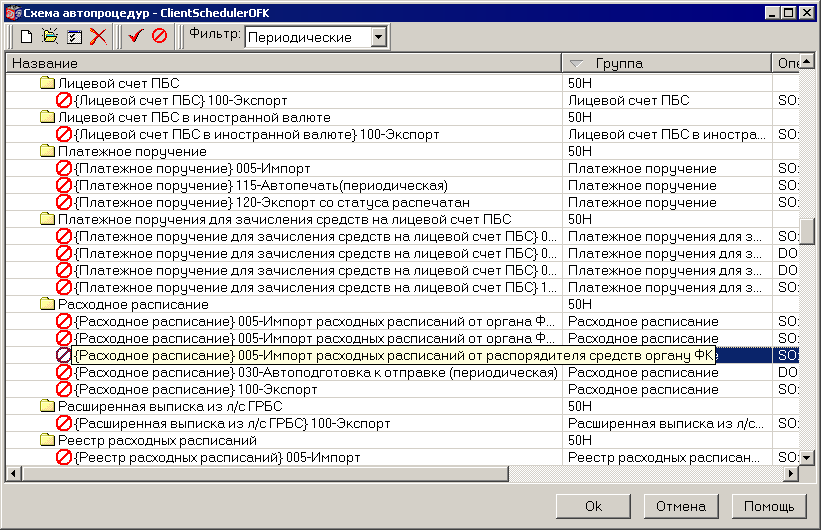 Схема автопроцедур - ClientSchedulerOFK
Фильтр: Периодические
Название Группа Опе
Лицевой счет ПБС 50Н
{Лицевой счет ПБС} 100-Экспорт Лицевой счет ПБС SO:
Лицевой счет ПБС в иностранной валюте 50Н
{Лицевой счет ПБС в иностранной валюте} 100-Экспорт Лицевой счет ПБС в иностра... SO:
Платежное поручение 50Н
{Платежное поручение} 005-Импорт Платежное поручение SO:
{Платежное поручение} 115-Автопечать(периодическая) Платежное поручение SO:
{Платежное поручение} 120-Экспорт со статуса распечатан Платежное поручение SO:
Платежное поручения для зачисления средств на лицевой счет ПБС 50Н
{Платежное поручение для зачисления средств на лицевой счет ПБС} 0... Платежное поручения для з... SO:
{Платежное поручение для зачисления средств на лицевой счет ПБС} 0... Платежное поручения для з... DO
{Платежное поручение для зачисления средств на лицевой счет ПБС} 0... Платежное поручения для з... DO
{Платежное поручение для зачисления средств на лицевой счет ПБС} 1... Платежное поручения для з... SO:
Расходное расписание 50Н
{Расходное расписание} 005-Импорт расходных расписаний от органа Ф... Расходное расписание SO:
{Расходное расписание} 005-Импорт расходных расписаний от органа Ф... Расходное расписание SO:
{Расходное расписание} 005-Импорт расходных расписаний от распорядителя средств органу ФК SO:
{Расходное расписание} 030-Автоподготовка к отправке (периодическая) Расходное расписание DO
{Расходное расписание} 100-Экспорт Расходное расписание SO:
Расширенная выписка из л/с ГРБС 50Н
{Расширенная выписка из л/с ГРБС} 100-Экспорт Расширенная выписка из л/с... SO:
Реестр расходных расписаний 50Н
{Реестр расходных расписаний} 005-Импорт Реестр расходных расписан... SO:
Ok Отмена Помощь